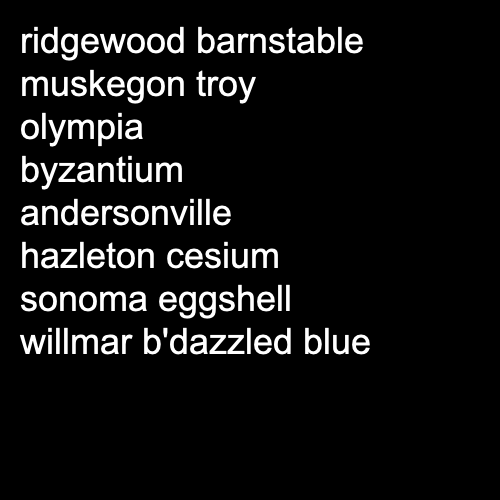 ridgewood barnstable
muskegon troy
olympia
byzantium
andersonville
hazleton cesium
sonoma eggshell
willmar b'dazzled blue